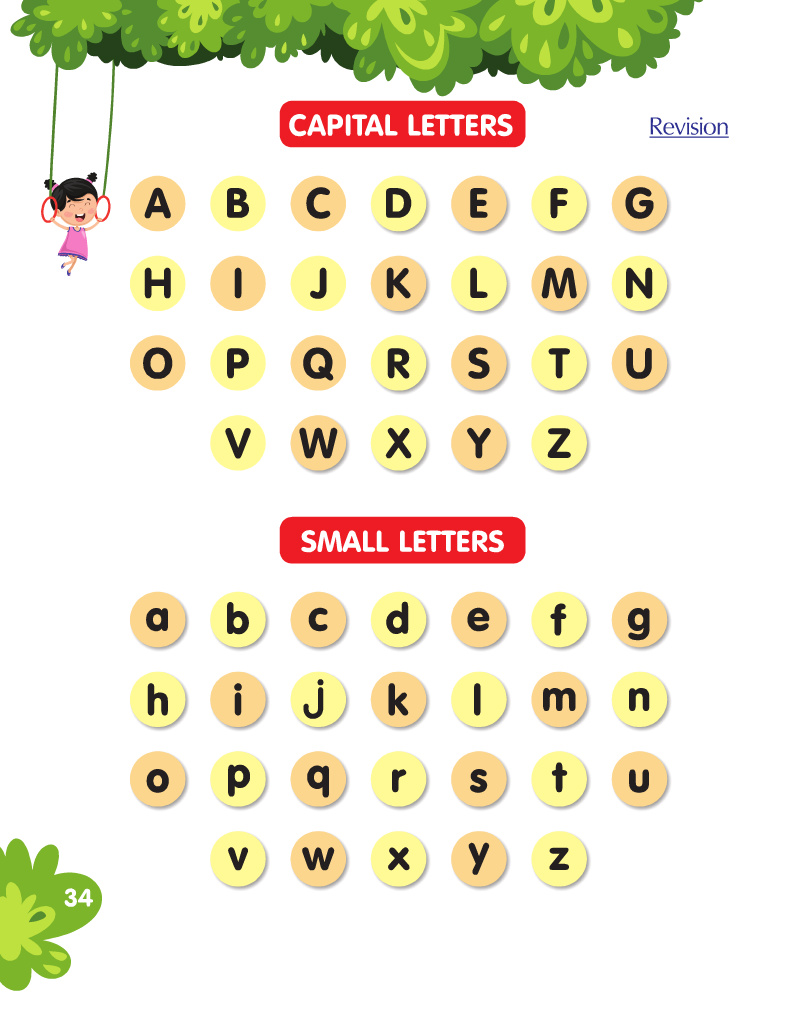 CAPITAL LETTERS
Revision
A B C D E F G
H I J K L M N
O P Q R S T U
V W X Y Z
SMALL LETTERS
a b c d e f g
h i j k l m n
o p q r s t u
v w x y z
34